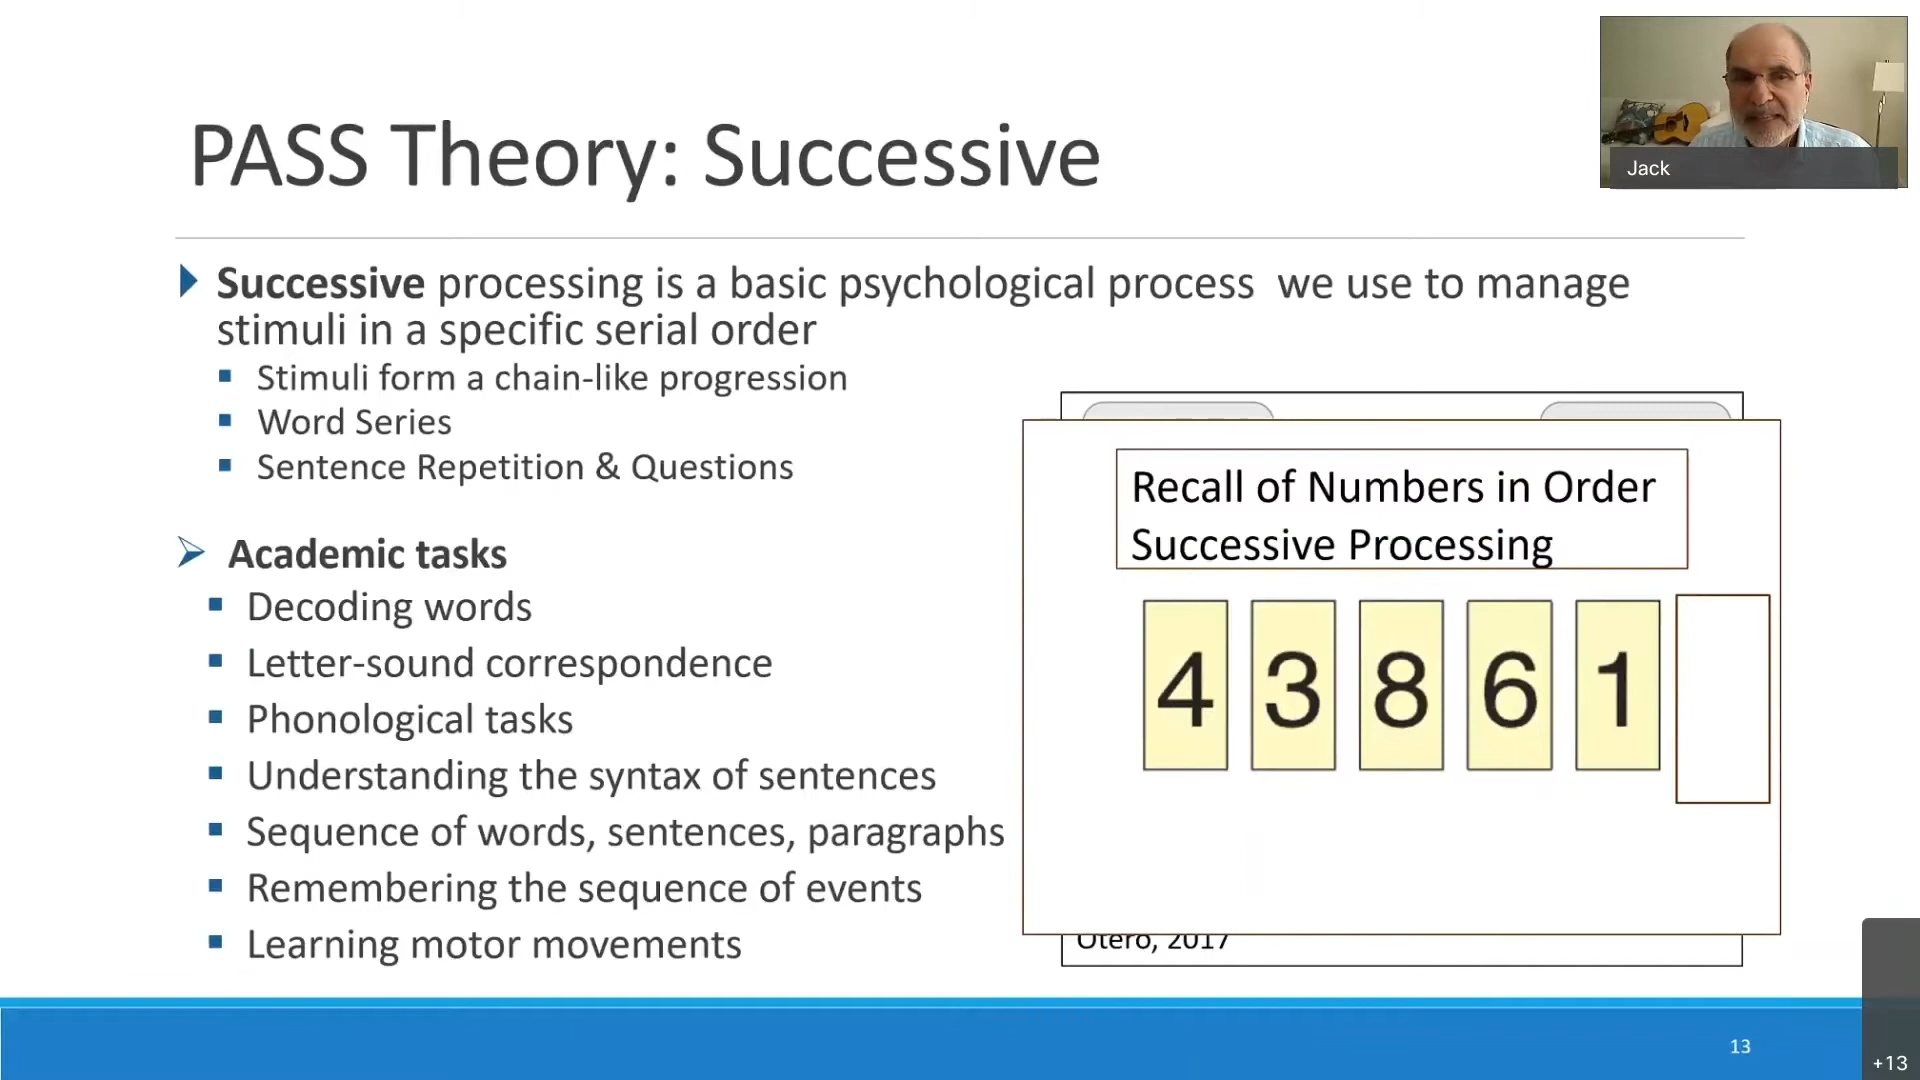 PASS Theory: Successive
Jack
Successive processing is a basic psychological process we use to manage
stimuli in a specific serial order
Stimuli form a chain-like progression
Word Series
Sentence Repetition & Questions
Academic tasks
Decoding words
Letter-sound correspondence
Phonological tasks
Understanding the syntax of sentences
Sequence of words, sentences, paragraphs
Remembering the sequence of events
Learning motor movements
Recall of Numbers in Order
Successive Processing
4 3 8 6 1
Otero, 2017
13
+13